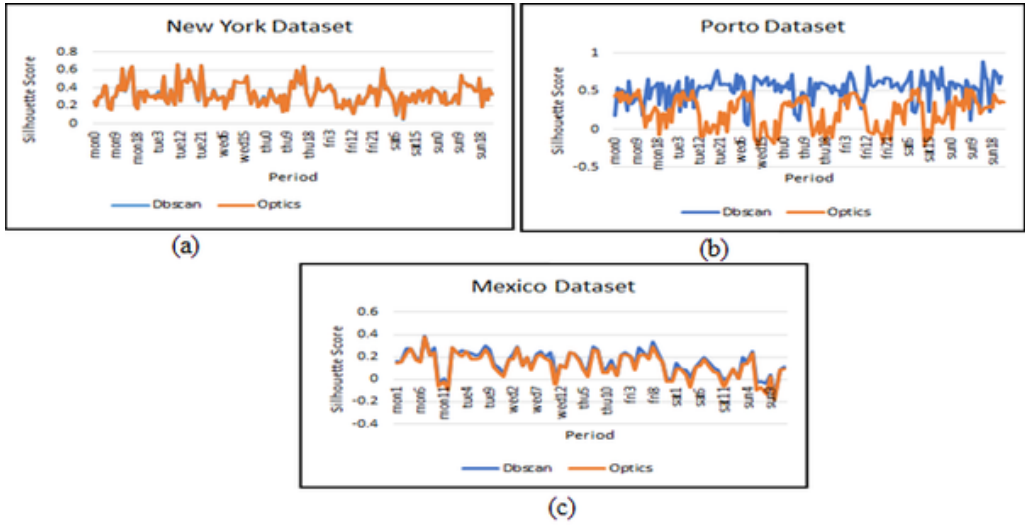 New York Dataset
Silhouette Score
0.8
0.6
0.4
0.2
0
mon0
mon9
mon18
tue3
tue12
tue21
wed6
wed15
thu0
thu9
thu18
fri3
fri12
fri21
sat6
sat15
sun0
sun9
sun18
Period
Dbscan
Optics
(a)
Porto Dataset
Silhouette Score
1
0.5
0
-0.5
mon0
mon9
mon18
tue3
tue12
tue21
wed6
wed15
thu0
thu9
thu18
fri3
fri12
fri21
sat6
sat15
sun0
sun9
sun18
Period
Dbscan
Optics
(b)
Mexico Dataset
Silhouette Score
0.6
0.4
0.2
0
-0.2
-0.4
mon1
mon6
mon11
tue4
tue9
wed2
wed7
wed12
thu5
thu10
fri3
fri8
sat1
sat6
sat11
sun4
Period
Dbscan
Optics
(c)